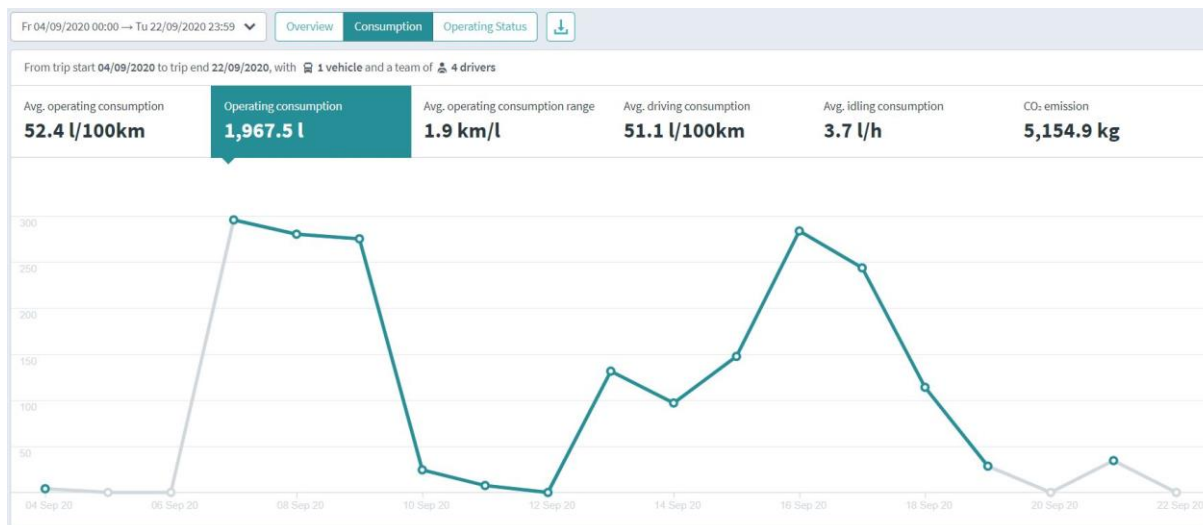 Fr 04/09/2020 00:00 → Tu 22/09/2020 23:59
Overview
Consumption
Operating Status
From trip start 04/09/2020 to trip end 22/09/2020, with 1 vehicle and a team of 4 drivers
Avg. operating consumption
52.4 l/100km
Operating consumption
1,967.5 l
Avg. operating consumption range
1.9 km/l
Avg. driving consumption
51.1 l/100km
Avg. idling consumption
3.7 l/h
CO₂ emission
5,154.9 kg
300
250
200
150
100
50
04 Sep 20
06 Sep 20
08 Sep 20
10 Sep 20
12 Sep 20
14 Sep 20
16 Sep 20
18 Sep 20
20 Sep 20
22 Sep 20